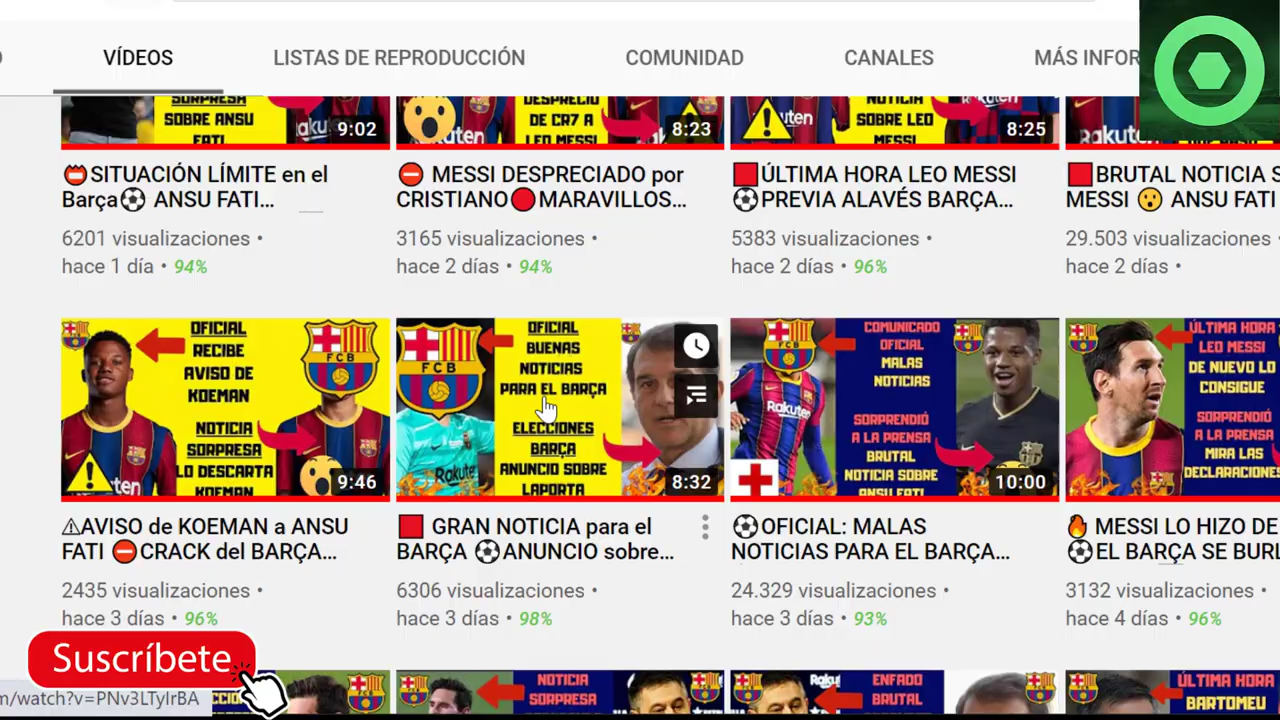 VÍDEOS
LISTAS DE REPRODUCCIÓN
COMUNIDAD
CANALES
MÁS INFOR
SORPRESA
SOBRE ANSU
FATI
9:02
DESPRECIO
DE CR7 A
LEO MESSI
8:23
NOTICIA
SOBRE LEO
MESSI
8:25
SITUACIÓN LÍMITE en el
Barça⚽ ANSU FATI...
6201 visualizaciones •
hace 1 día • 94%
⛔ MESSI DESPRECIADO por
CRISTIANO🔴MARAVILLOS...
3165 visualizaciones •
hace 2 días • 94%
🟥ÚLTIMA HORA LEO MESSI
⚽PREVIA ALAVÉS BARÇA...
5383 visualizaciones •
hace 2 días • 96%
🟥BRUTAL NOTICIA S
MESSI 😮 ANSU FATI
29.503 visualizaciones •
hace 2 días •
OFICIAL
RECIBE
AVISO DE
KOEMAN
NOTICIA
SORPRESA
LO DESCARTA
KOEMAN
FCB
9:46
FCB
OFICIAL
BUENAS
NOTICIAS
PARA EL BARÇA
ELECCIONES
BARÇA
ANUNCIO SOBRE
LAPORTA
Rakuten
8:32
COMUNICADO
OFICIAL
MALAS
NOTICIAS
SORPRENDIÓ
A LA PRENSA
BRUTAL
NOTICIA SOBRE
ANSU FATI
Rakuten
10:00
ÚLTIMA HORA
LEO MESSI
DE NUEVO LO
CONSIGUE
SORPRENDIÓ
A LA PRENSA
MIRA LAS
DECLARACIONES
⚠AVISO de KOEMAN a ANSU
FATI ⛔CRACK del BARÇA...
2435 visualizaciones •
hace 3 días • 96%
🟥 GRAN NOTICIA para el
BARÇA ⚽ANUNCIO sobre...
6306 visualizaciones •
hace 3 días • 98%
⚽OFICIAL: MALAS
NOTICIAS PARA EL BARÇA...
24.329 visualizaciones •
hace 3 días • 93%
🔥 MESSI LO HIZO DE
⚽EL BARÇA SE BURL
3132 visualizaciones •
hace 4 días • 96%
Suscríbete
m/watch?v=PNv3LTyIrBA
NOTICIA
SORPRESA
ENFADO
BRUTAL
ÚLTIMA HORA
BARTOMEU